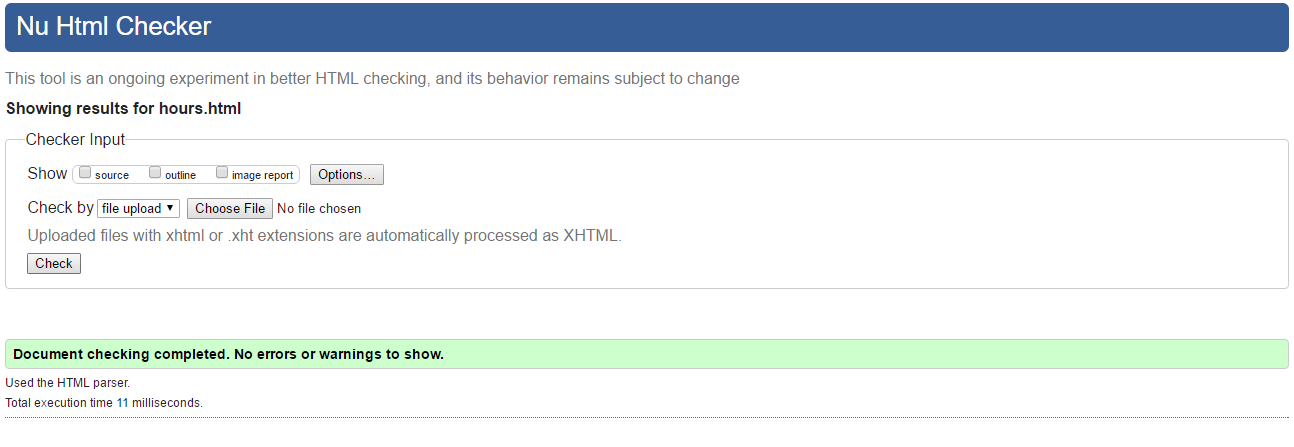 Nu Html Checker
This tool is an ongoing experiment in better HTML checking, and its behavior remains subject to change
Showing results for hours.html
Checker Input
Show source outline image report Options...
Check by file upload Choose File No file chosen
Uploaded files with xhtml or .xht extensions are automatically processed as XHTML.
Check
Document checking completed. No errors or warnings to show.
Used the HTML parser.
Total execution time 11 milliseconds.